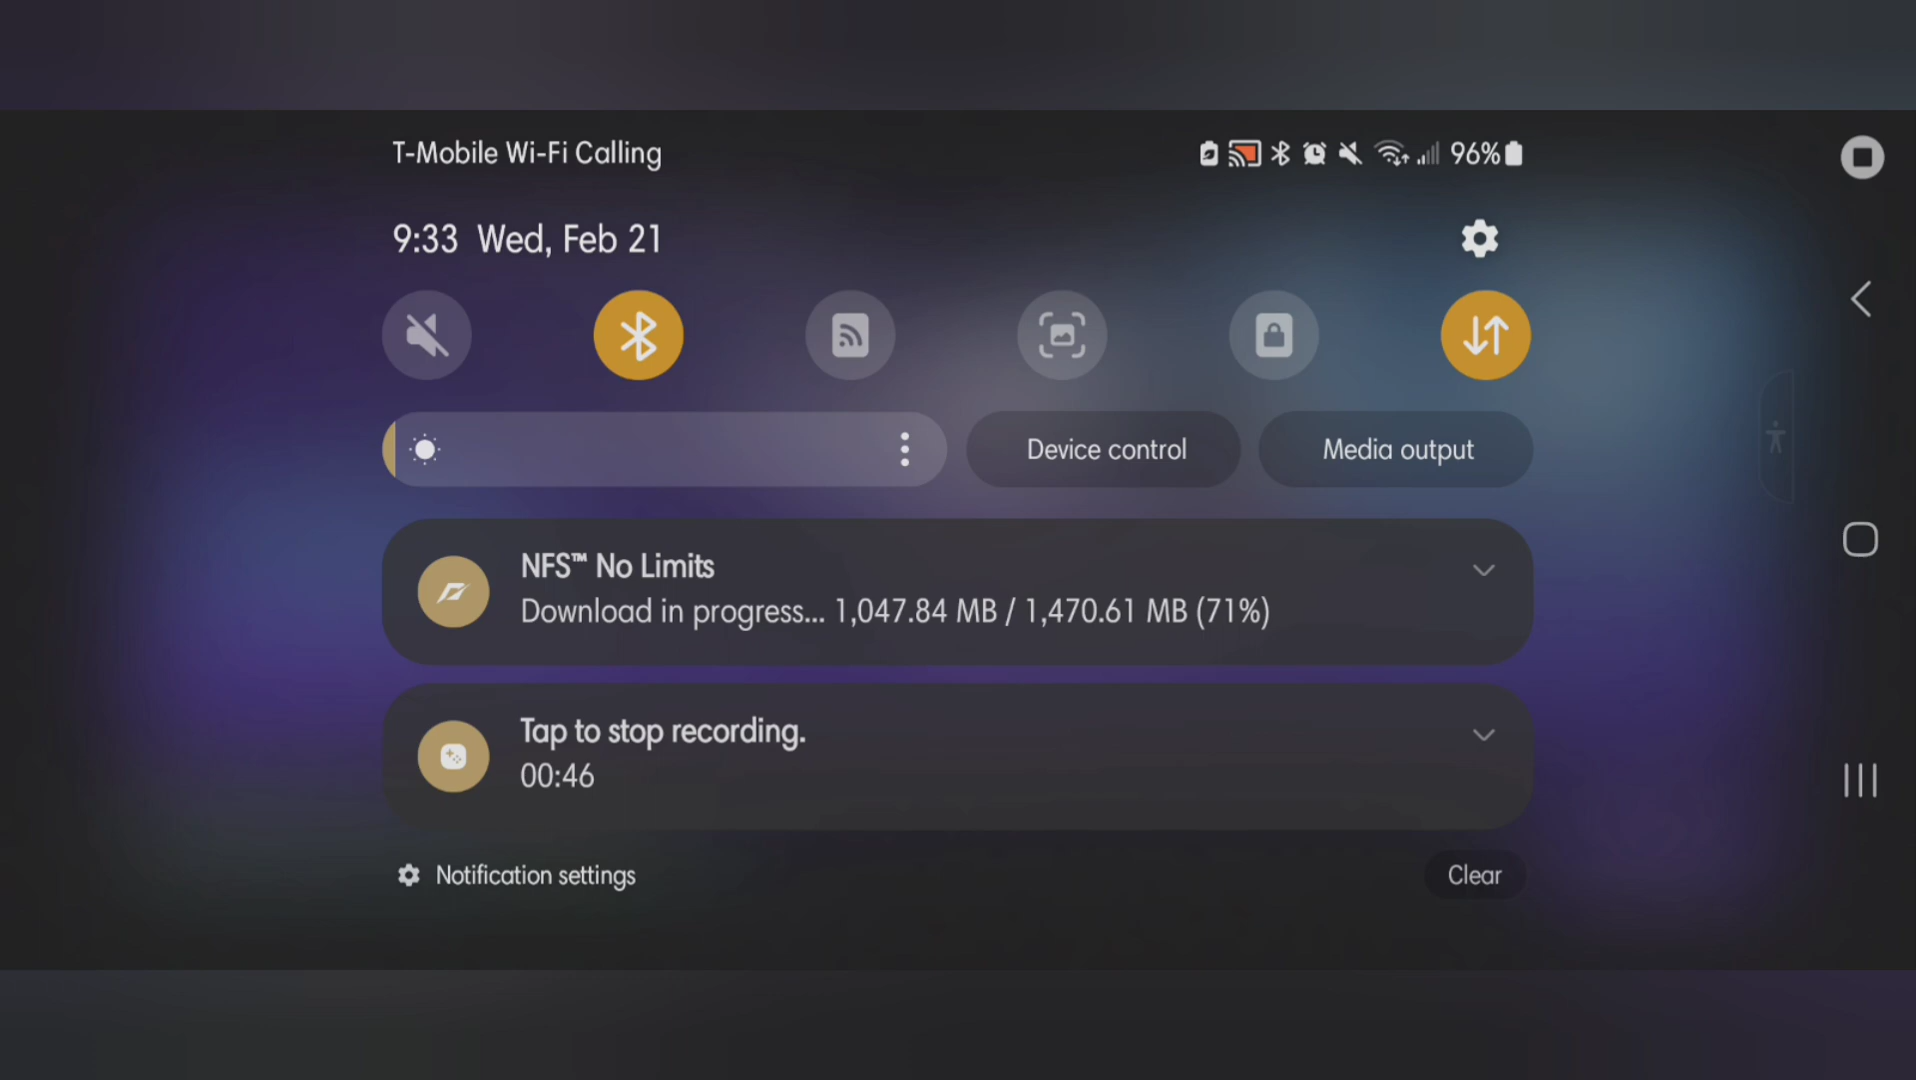 T-Mobile Wi-Fi Calling
96%
9:33 Wed, Feb 21
Device control
Media output
NFS™ No Limits
Download in progress... 1,047.84 MB / 1,470.61 MB (71%)
Tap to stop recording.
00:46
Notification settings
Clear